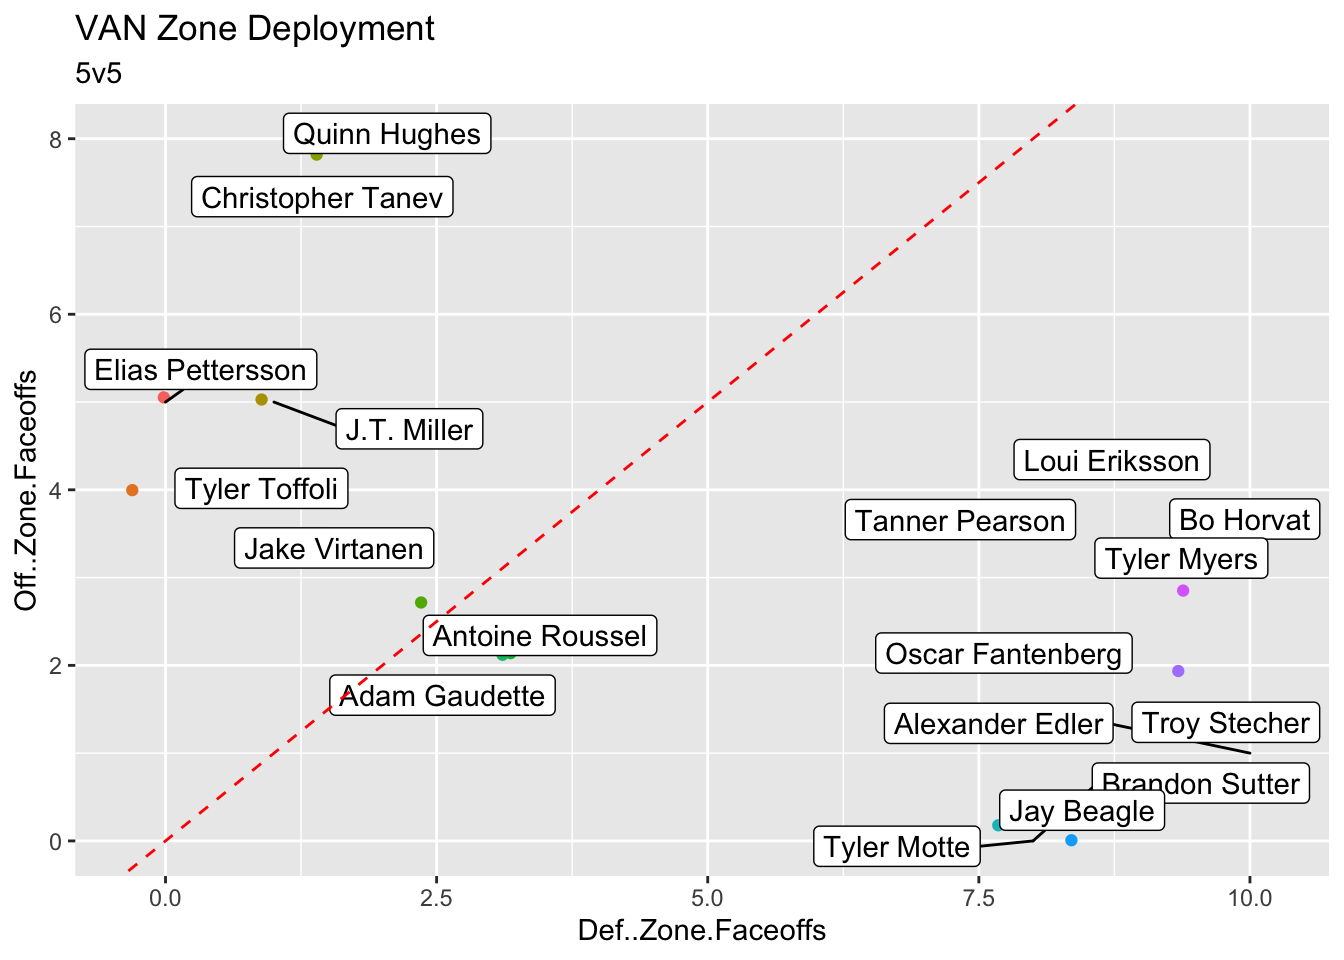 VAN Zone Deployment
5v5
Quinn Hughes
Christopher Tanev
Elias Pettersson
J.T. Miller
Tyler Toffoli
Jake Virtanen
Antoine Roussel
Adam Gaudette
Loui Eriksson
Tanner Pearson
Bo Horvat
Tyler Myers
Oscar Fantenberg
Alexander Edler
Troy Stecher
Brandon Sutter
Jay Beagle
Tyler Motte
Off..Zone.Faceoffs
8
6
4
2
0
0.0
2.5
5.0
7.5
10.0
Def..Zone.Faceoffs